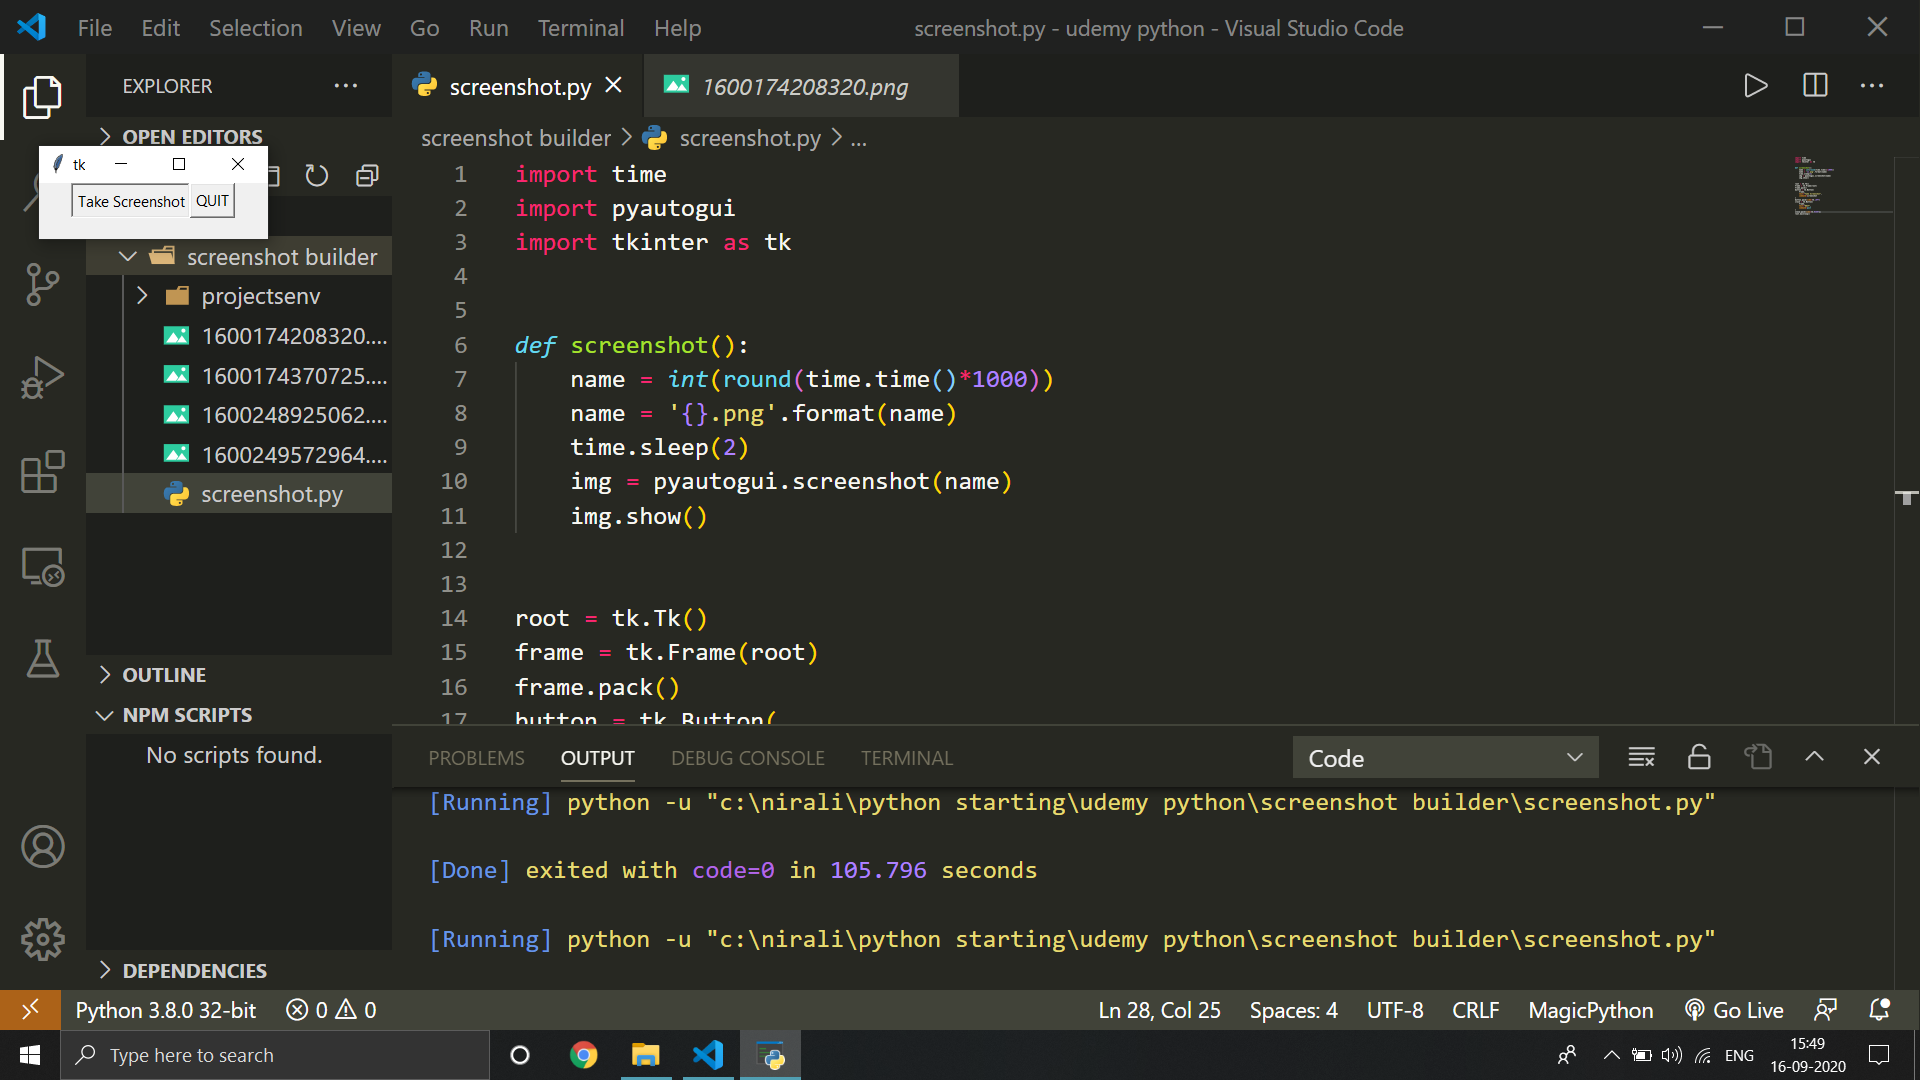 File Edit Selection View Go Run Terminal Help screenshot.py - udemy python - Visual Studio Code
EXPLORER
screenshot.py
1600174208320.png
OPEN EDITORS
tk
Take Screenshot QUIT
screenshot builder
projectsenv
1600174208320....
1600174370725....
1600248925062....
1600249572964....
screenshot.py
OUTLINE
NPM SCRIPTS
No scripts found.
DEPENDENCIES
screenshot builder > screenshot.py > ...
1 import time
2 import pyautogui
3 import tkinter as tk
4
5
6 def screenshot():
7 name = int(round(time.time()*1000))
8 name = '{}.png'.format(name)
9 time.sleep(2)
10 img = pyautogui.screenshot(name)
11 img.show()
12
13
14 root = tk.Tk()
15 frame = tk.Frame(root)
16 frame.pack()
17 button = tk.Button(
PROBLEMS OUTPUT DEBUG CONSOLE TERMINAL Code
[Running] python -u "c:\nirali\python starting\udemy python\screenshot builder\screenshot.py"
[Done] exited with code=0 in 105.796 seconds
[Running] python -u "c:\nirali\python starting\udemy python\screenshot builder\screenshot.py"
Python 3.8.0 32-bit 0 0 Ln 28, Col 25 Spaces: 4 UTF-8 CRLF MagicPython Go Live
Type here to search
ENG
15:49
16-09-2020